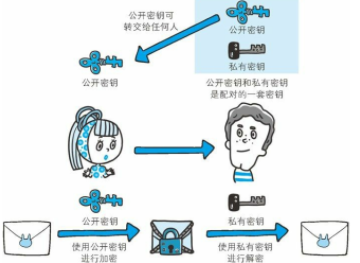 公开密钥可
转交给任何人
公开密钥
私有密钥
公开密钥
公开密钥和私有密钥
是配对的一套密钥
公开密钥
私有密钥
使用公开密钥
进行加密
使用私有密钥
进行解密